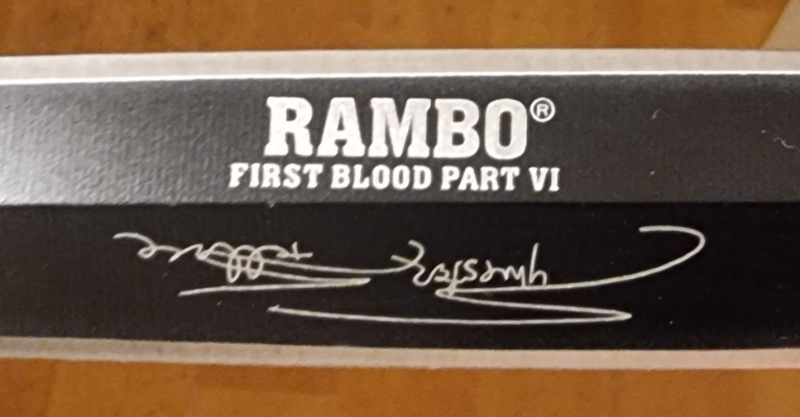 RAMBO®
FIRST BLOOD PART VI